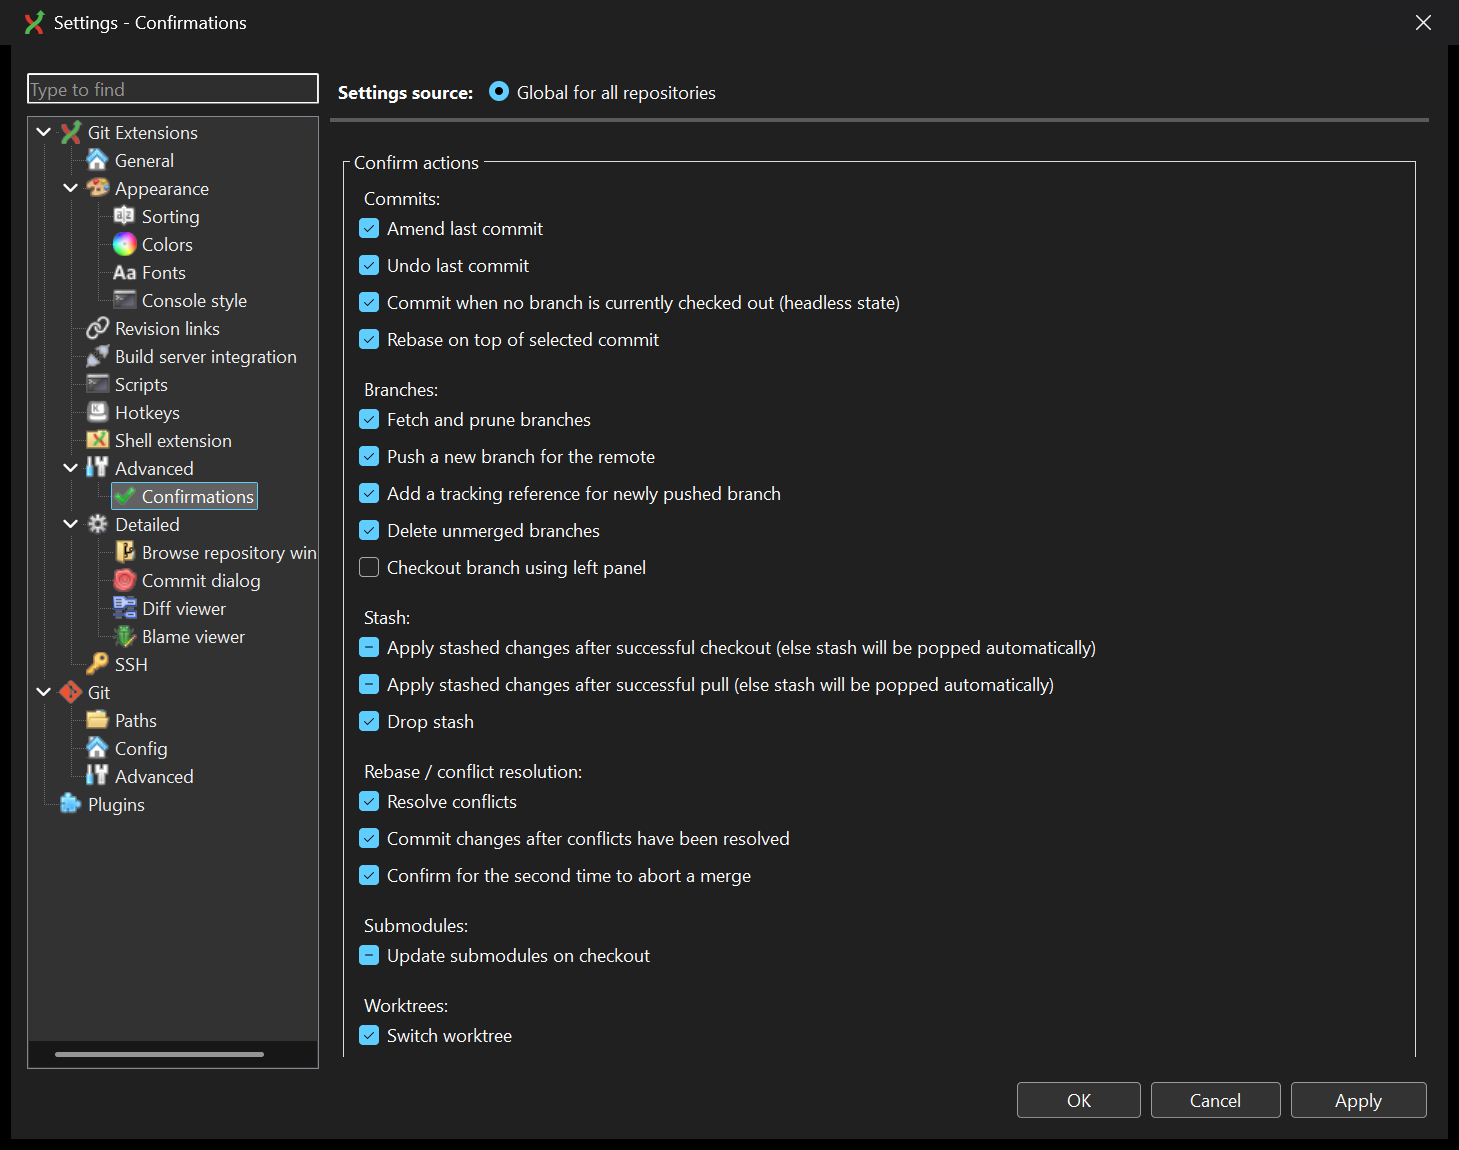 Settings - Confirmations
Type to find
Git Extensions
General
Appearance
Sorting
Colors
Aa Fonts
Console style
Revision links
Build server integration
Scripts
Hotkeys
Shell extension
Advanced
Confirmations
Detailed
Browse repository win
Commit dialog
Diff viewer
Blame viewer
SSH
Git
Paths
Config
Advanced
Plugins
Settings source: Global for all repositories
Confirm actions
Commits:
Amend last commit
Undo last commit
Commit when no branch is currently checked out (headless state)
Rebase on top of selected commit
Branches:
Fetch and prune branches
Push a new branch for the remote
Add a tracking reference for newly pushed branch
Delete unmerged branches
Checkout branch using left panel
Stash:
Apply stashed changes after successful checkout (else stash will be popped automatically)
Apply stashed changes after successful pull (else stash will be popped automatically)
Drop stash
Rebase / conflict resolution:
Resolve conflicts
Commit changes after conflicts have been resolved
Confirm for the second time to abort a merge
Submodules:
Update submodules on checkout
Worktrees:
Switch worktree
OK
Cancel
Apply